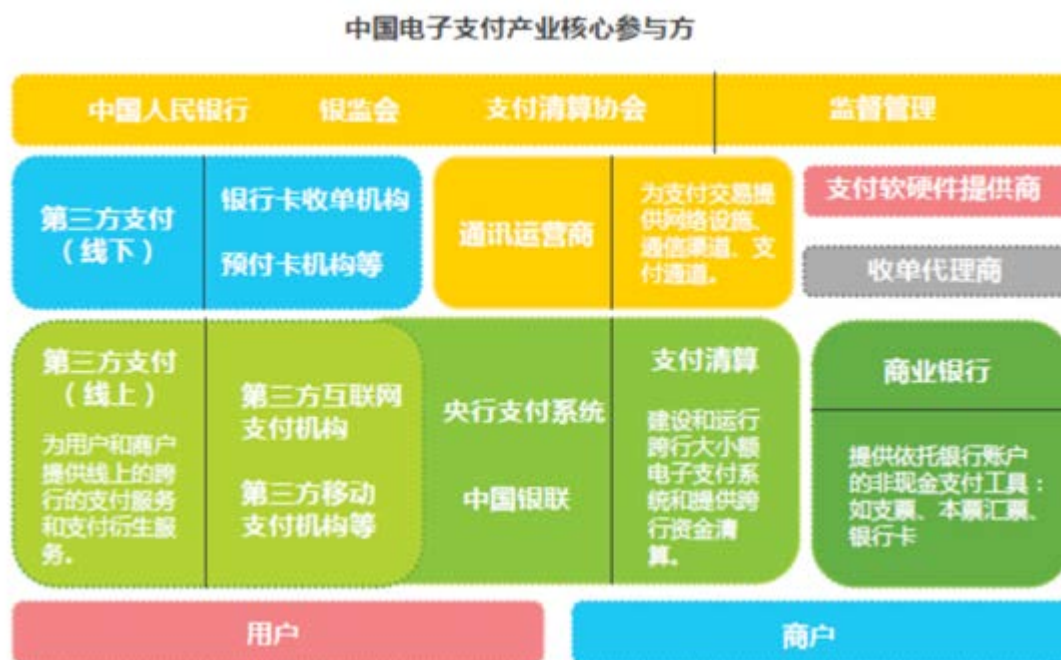 中国电子支付产业核心参与方
中国人民银行 银监会 支付清算协会 监督管理
第三方支付
（线下）
银行卡收单机构
预付卡机构等
通讯运营商
为支付交易提
供网络设施、
通信渠道、支
付通道。
支付软硬件提供商
收单代理商
第三方支付
（线上）
为用户和商户
提供线上的跨
行的支付服务
和支付衍生服
务。
第三方互联网
支付机构
第三方移动
支付机构等
央行支付系统
中国银联
支付清算
建设和运行
跨行大小额
电子支付系
统和提供跨
行资金清
算。
商业银行
提供依托银行账户
的非现金支付工具：
如支票、本票汇票、
银行卡
用户
商户